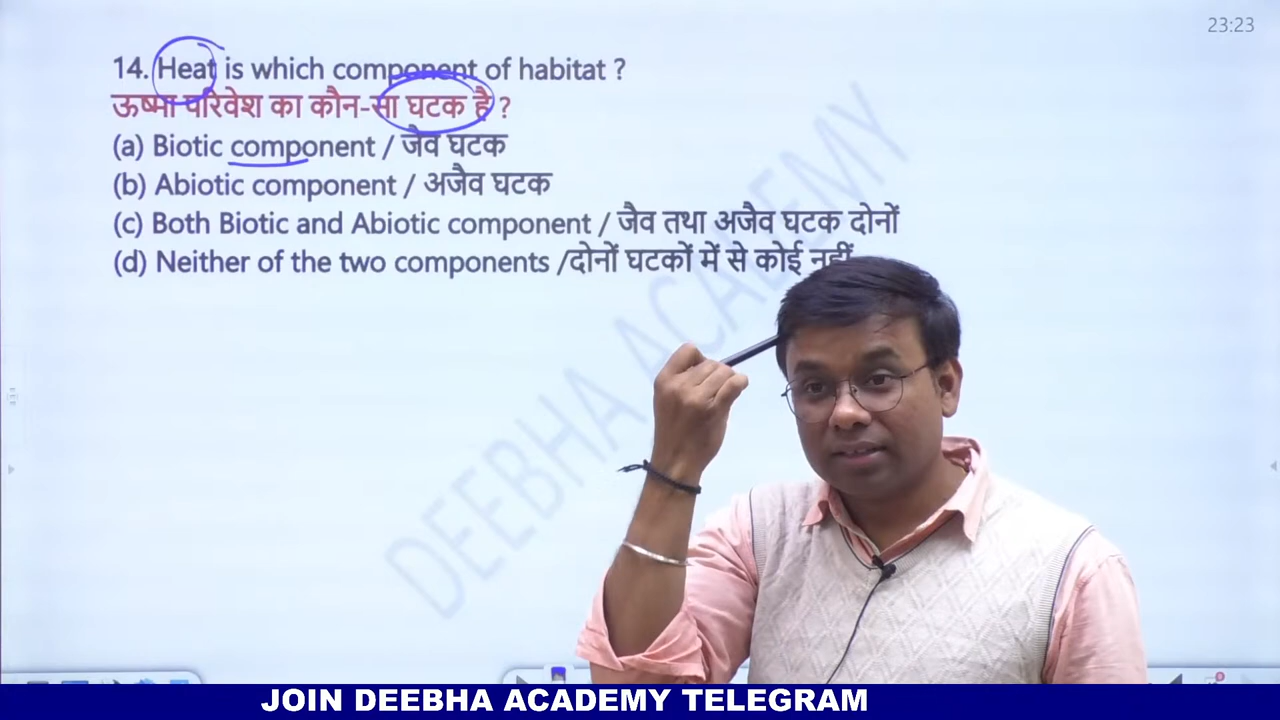 23:23
14. Heat is which component of habitat ?
ऊष्मा परिवेश का कौन-सा घटक है ?
(a) Biotic component / जैव घटक
(b) Abiotic component / अजैव घटक
(c) Both Biotic and Abiotic component / जैव तथा अजैव घटक दोनों
(d) Neither of the two components /दोनों घटकों में से कोई नहीं
DEEBHA ACADEMY
JOIN DEEBHA ACADEMY TELEGRAM